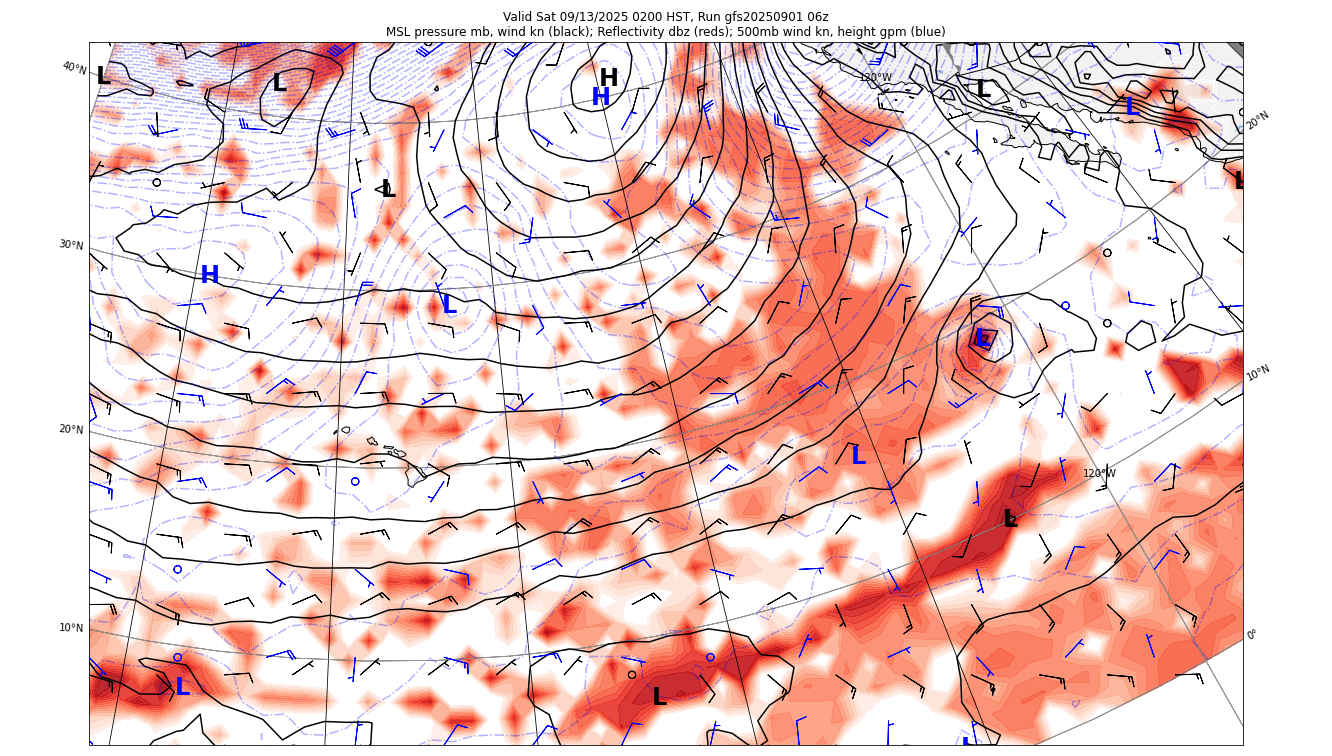 Valid Sat 09/13/2025 0200 HST, Run gfs20250901 06z
MSL pressure mb, wind kn (black); Reflectivity dbz (reds); 500mb wind kn, height gpm (blue)
40°N
L
L
H
H
120°W
L
L
20°N
L
L
30°N
H
L
L
10°N
20°N
L
120°W
L
10°N
0°
L
L
L